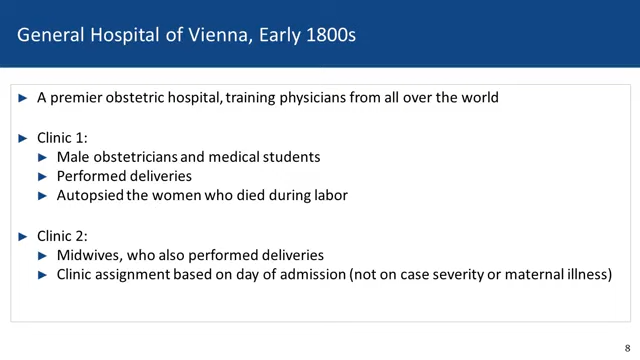 General Hospital of Vienna, Early 1800s
► A premier obstetric hospital, training physicians from all over the world
► Clinic 1:
► Male obstetricians and medical students
► Performed deliveries
► Autopsied the women who died during labor
► Clinic 2:
► Midwives, who also performed deliveries
► Clinic assignment based on day of admission (not on case severity or maternal illness)
8